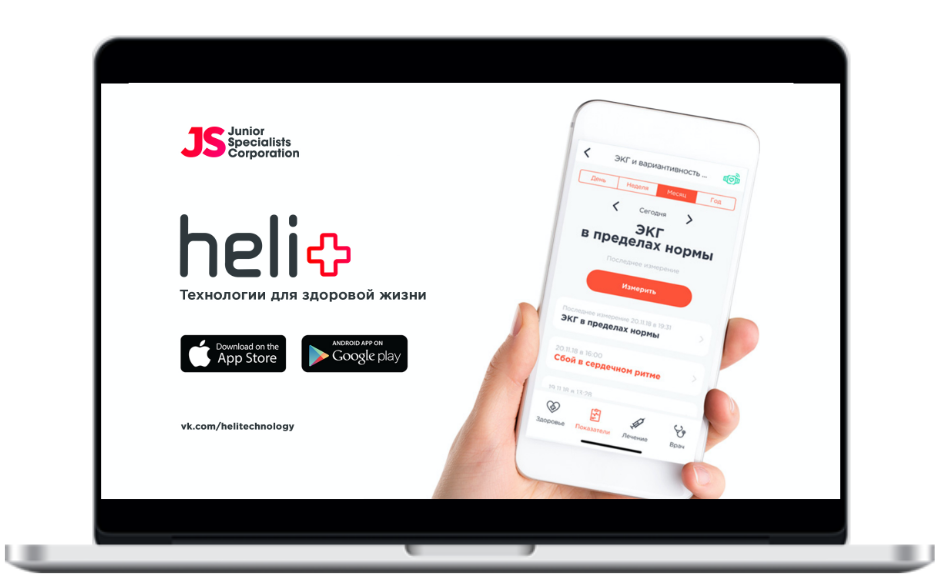 JS Junior
Specialists
Corporation
heli
Технологии для здоровой жизни
Download on the
App Store
ANDROID APP ON
Google play
vk.com/helitechnology
ЭКГ и вариантивность ...
День Неделя Месяц Год
Сегодня
ЭКГ
в пределах нормы
Последнее измерение
Измерить
Последнее измерение 20.11.18 в 19:31
ЭКГ в пределах нормы
20.11.18 в 16:00
Сбой в сердечном ритме
Здоровье Показатели Лечение Врач